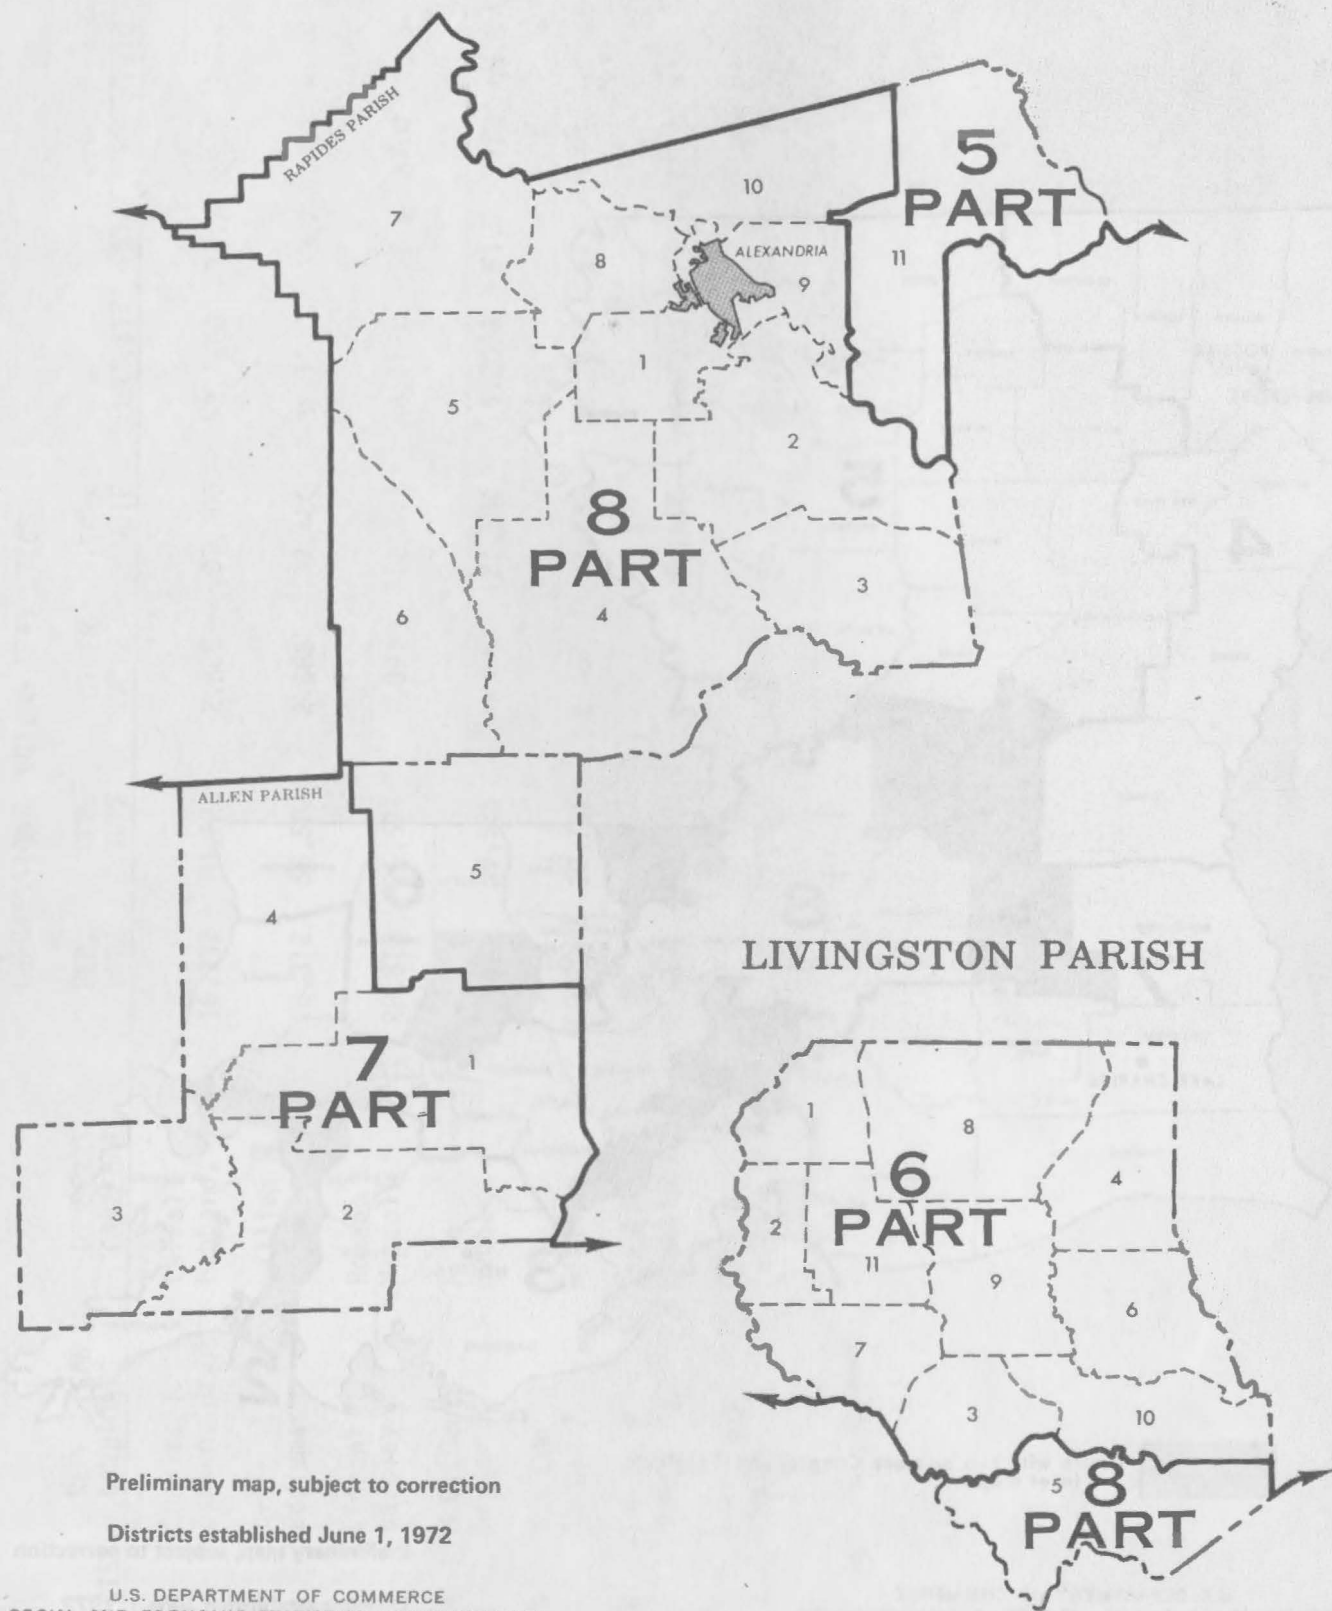 RAPIDES PARISH
5
PART
10
7
ALEXANDRIA
8
9
11
1
5
2
8
PART
3
6
4
ALLEN PARISH
5
4
LIVINGSTON PARISH
7
PART
1
1
8
6
PART
4
3
2
2
11
9
6
7
3
10
5
8
PART
Preliminary map, subject to correction
Districts established June 1, 1972
U.S. DEPARTMENT OF COMMERCE